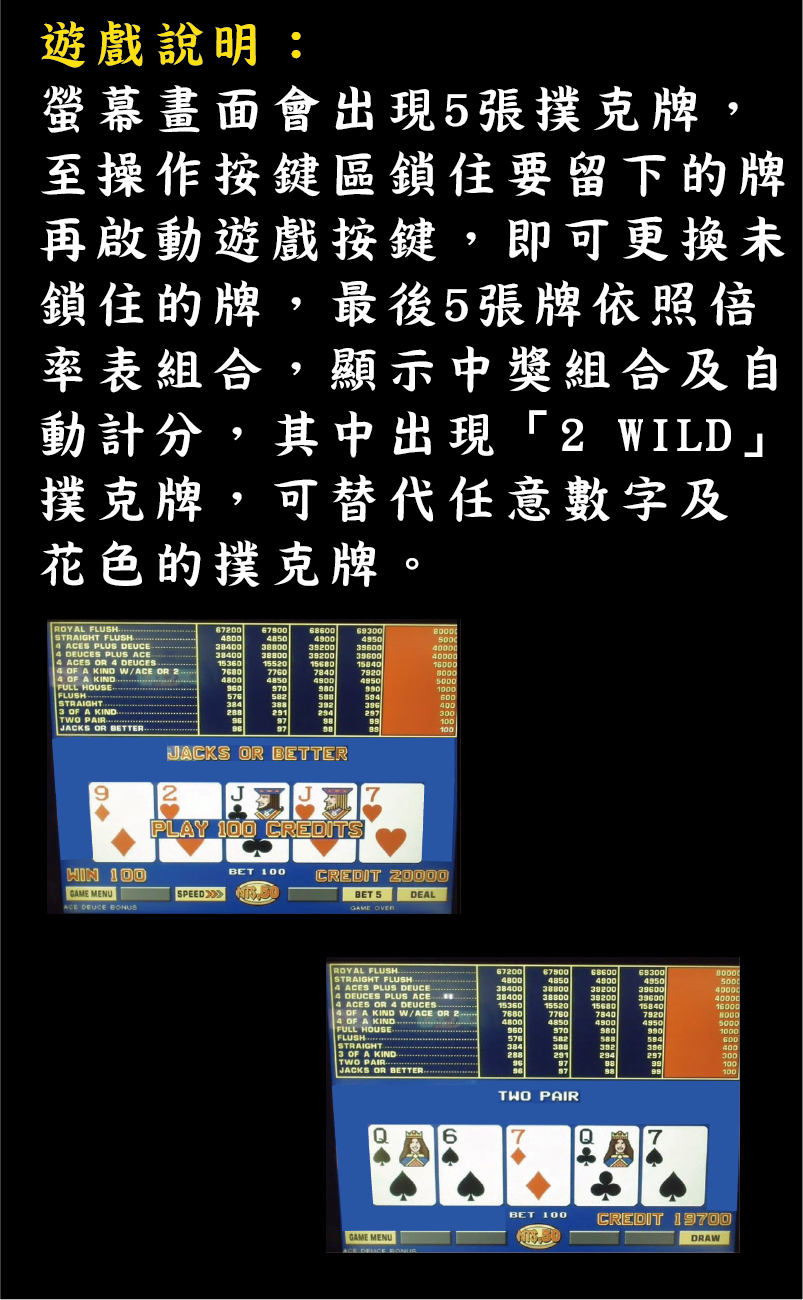 遊戲說明：
螢幕畫面會出現5張撲克牌，
至操作按鍵區鎖住要留下的牌
再啟動遊戲按鍵，即可更換未
鎖住的牌，最後5張牌依照倍
率表組合，顯示中獎組合及自
動計分，其中出現「2 WILD」
撲克牌，可替代任意數字及
花色的撲克牌。
ROYAL FLUSH 67200 67900 68600 69300 80000
STRAIGHT FLUSH 4800 4850 4900 4950 5000
4 ACES PLUS DEUCE 38400 38800 39200 39600 40000
4 DEUCES PLUS ACE 38400 38800 39200 39600 40000
4 ACES OR 4 DEUCES 15360 15520 15680 15840 16000
4 OF A KIND W/ACE OR 2 7680 7760 7840 7920 8000
4 OF A KIND 4800 4850 4900 4950 5000
FULL HOUSE 960 970 980 990 1000
FLUSH 576 582 588 594 600
STRAIGHT 384 388 392 396 400
3 OF A KIND 288 291 294 297 300
TWO PAIR 96 97 98 99 100
JACKS OR BETTER 96 97 98 99 100
JACKS OR BETTER
9 2 J J 7
PLAY 100 CREDITS
WIN 100 BET 100 CREDIT 20000
GAME MENU SPEED>>> BET 5 DEAL
ACE DEUCE BONUS GAME OVER
ROYAL FLUSH 67200 67900 68600 69300 80000
STRAIGHT FLUSH 4800 4850 4900 4950 5000
4 ACES PLUS DEUCE 38400 38800 39200 39600 40000
4 DEUCES PLUS ACE 38400 38800 39200 39600 40000
4 ACES OR 4 DEUCES 15360 15520 15680 15840 16000
4 OF A KIND W/ACE OR 2 7680 7760 7840 7920 8000
4 OF A KIND 4800 4850 4900 4950 5000
FULL HOUSE 960 970 980 990 1000
FLUSH 576 582 588 594 600
STRAIGHT 384 388 392 396 400
3 OF A KIND 288 291 294 297 300
TWO PAIR 96 97 98 99 100
JACKS OR BETTER 96 97 98 99 100
TWO PAIR
Q 6 7 Q 7
BET 100 CREDIT 19700
GAME MENU DRAW
ACE DEUCE BONUS